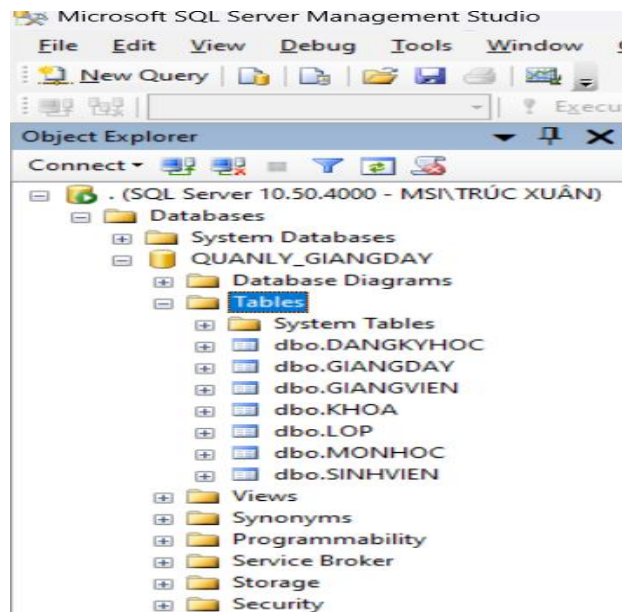 Microsoft SQL Server Management Studio
File Edit View Debug Tools Window
New Query
Execu
Object Explorer
Connect
. (SQL Server 10.50.4000 - MSI\TRÚC XUÂN)
Databases
System Databases
QUANLY_GIANGDAY
Database Diagrams
Tables
System Tables
dbo.DANGKYHOC
dbo.GIANGDAY
dbo.GIANGVIEN
dbo.KHOA
dbo.LOP
dbo.MONHOC
dbo.SINHVIEN
Views
Synonyms
Programmability
Service Broker
Storage
Security